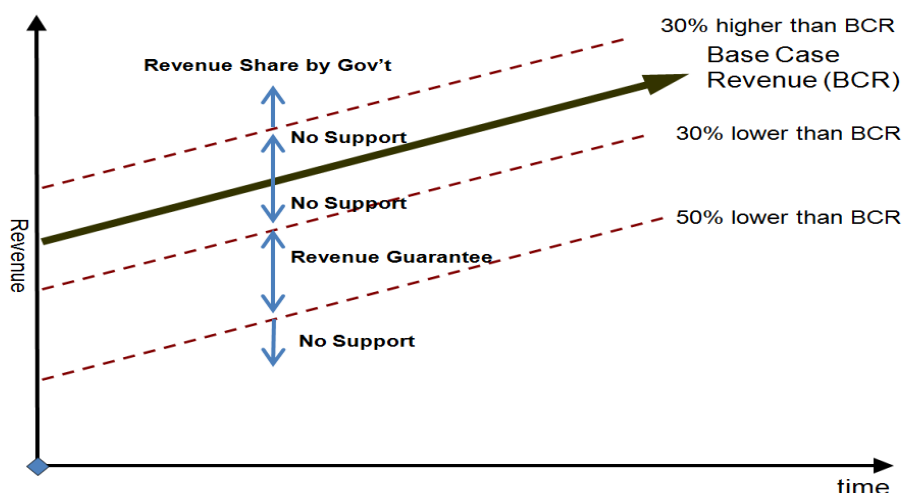 30% higher than BCR
Base Case
Revenue (BCR)
Revenue Share by Gov't
No Support
30% lower than BCR
No Support
50% lower than BCR
Revenue Guarantee
No Support
Revenue
time